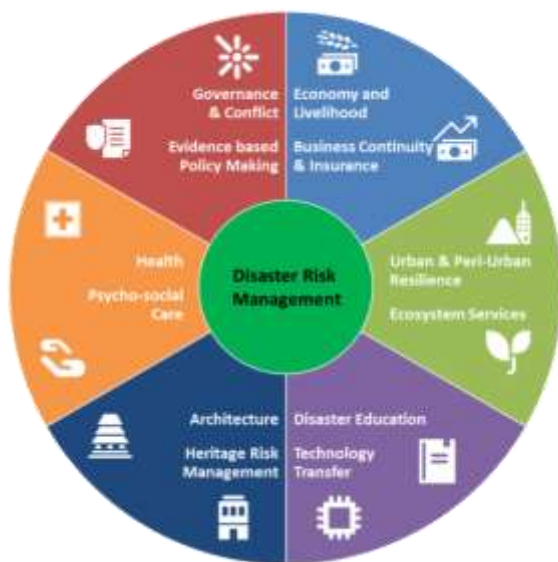 Governance
& Conflict
Evidence based
Policy Making
Economy and
Livelihood
Business Continuity
& Insurance
Urban & Peri-Urban
Resilience
Ecosystem Services
Disaster Education
Technology
Transfer
Architecture
Heritage Risk
Management
Health
Psycho-social
Care
Disaster Risk
Management